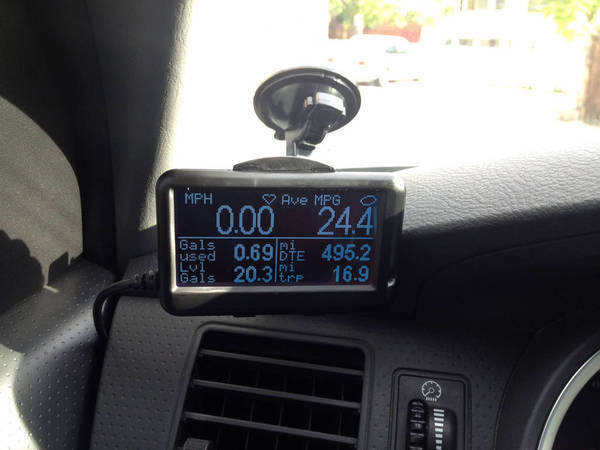 MPH Ave MPG
0.00 24.4
Gals used 0.69 mi DTE 495.2
Lvl Gals 20.3 mi trp 16.9